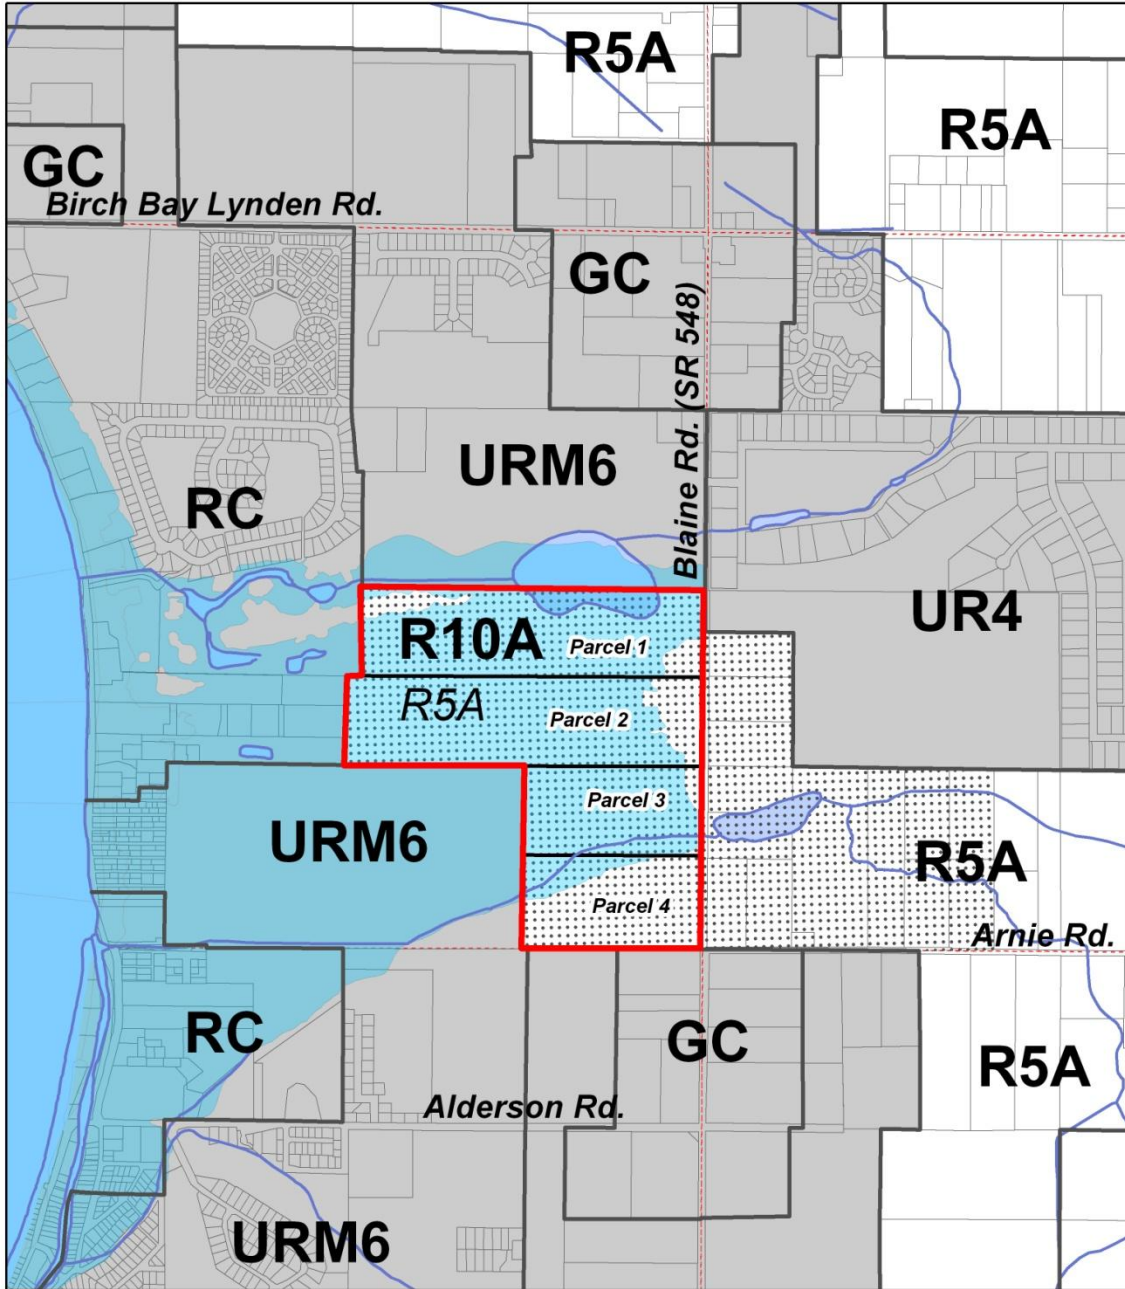 R5A
R5A
GC
Birch Bay Lynden Rd.
GC
Blaine Rd. (SR 548)
URM6
RC
UR4
R10A
Parcel 1
R5A
Parcel 2
Parcel 3
URM6
R5A
Parcel 4
Arnie Rd.
RC
GC
R5A
Alderson Rd.
URM6